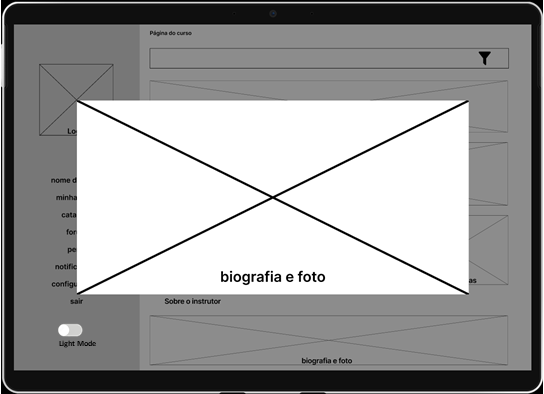 Página do curso
Lo
nome d
minha
cata
for
pe
notific
configu
sair
Light Mode
biografia e foto
as
Sobre o instrutor
biografia e foto